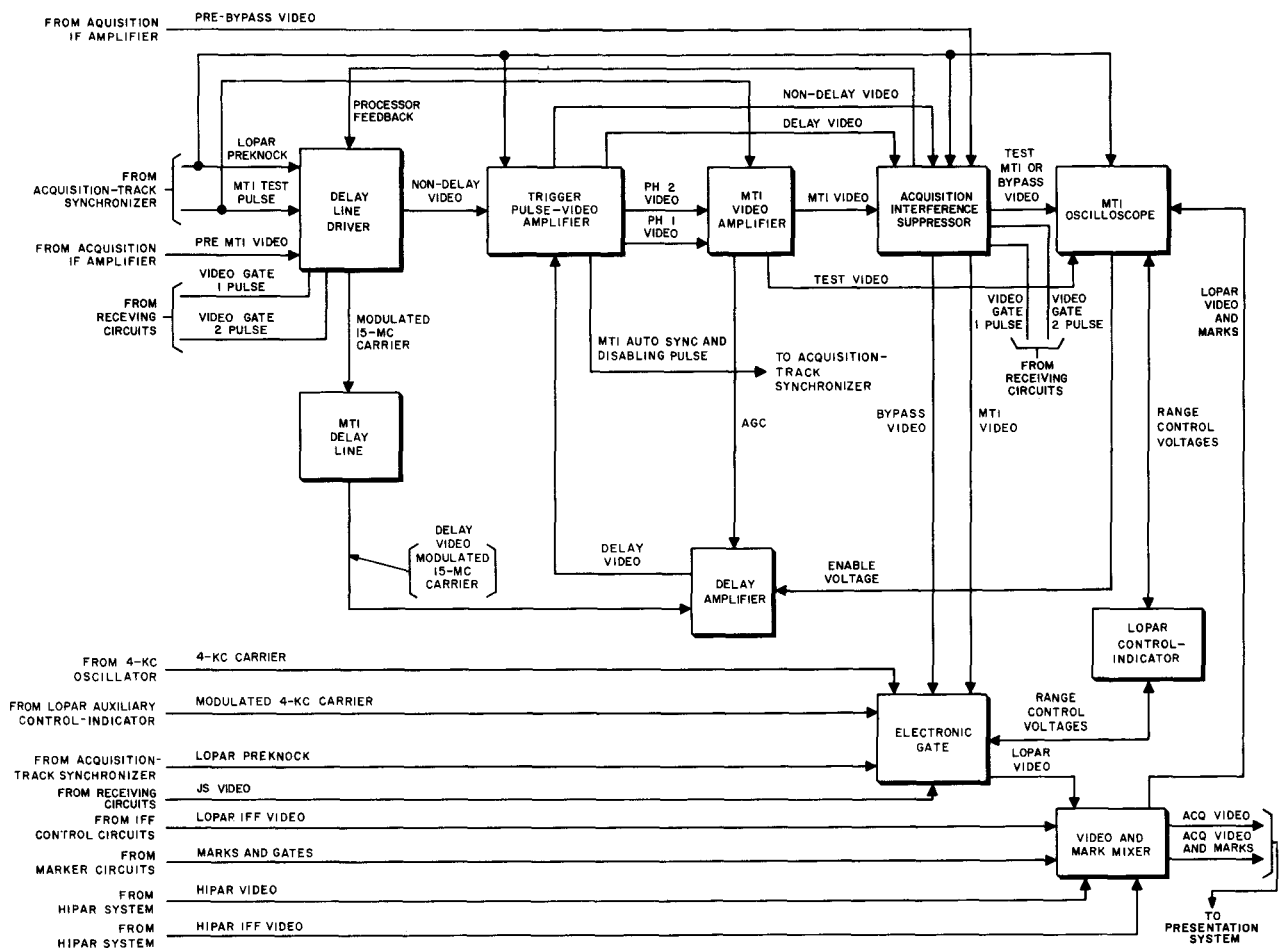 FROM AQUISITION
IF AMPLIFIER
PRE-BYPASS VIDEO
PROCESSOR
FEEDBACK
NON-DELAY VIDEO
DELAY VIDEO
FROM
ACQUISITION-TRACK
SYNCHRONIZER
LOPAR
PREKNOCK
MTI TEST
PULSE
DELAY
LINE
DRIVER
NON-DELAY
VIDEO
TRIGGER
PULSE-VIDEO
AMPLIFIER
PH 2
VIDEO
PH 1
VIDEO
MTI
VIDEO
AMPLIFIER
MTI VIDEO
ACQUISITION
INTERFERENCE
SUPPRESSOR
TEST
MTI OR
BYPASS
VIDEO
MTI
OSCILLOSCOPE
FROM ACQUISITION
IF AMPLIFIER
PRE MTI VIDEO
FROM
RECEVING
CIRCUITS
VIDEO GATE
1 PULSE
VIDEO GATE
2 PULSE
MODULATED
15-MC
CARRIER
TEST VIDEO
VIDEO
GATE
1 PULSE
VIDEO
GATE
2 PULSE
FROM
RECEIVING
CIRCUITS
LOPAR
VIDEO
AND
MARKS
MTI AUTO SYNC AND
DISABLING PULSE
TO ACQUISITION-
TRACK
SYNCHRONIZER
MTI
DELAY
LINE
AGC
BYPASS
VIDEO
MTI
VIDEO
RANGE
CONTROL
VOLTAGES
DELAY
VIDEO
MODULATED
15-MC
CARRIER
DELAY
VIDEO
DELAY
AMPLIFIER
ENABLE
VOLTAGE
LOPAR
CONTROL-
INDICATOR
FROM 4-KC
OSCILLATOR
4-KC CARRIER
FROM LOPAR AUXILIARY
CONTROL-INDICATOR
MODULATED 4-KC CARRIER
ELECTRONIC
GATE
RANGE
CONTROL
VOLTAGES
LOPAR
VIDEO
FROM ACQUISITION-
TRACK SYNCHRONIZER
LOPAR PREKNOCK
FROM RECEIVING
CIRCUITS
JS VIDEO
FROM IFF
CONTROL CIRCUITS
LOPAR IFF VIDEO
VIDEO AND
MARK MIXER
ACQ VIDEO
ACQ VIDEO
AND MARKS
FROM
MARKER CIRCUITS
MARKS AND GATES
FROM
HIPAR SYSTEM
HIPAR VIDEO
FROM
HIPAR SYSTEM
HIPAR IFF VIDEO
TO
PRESENTATION
SYSTEM